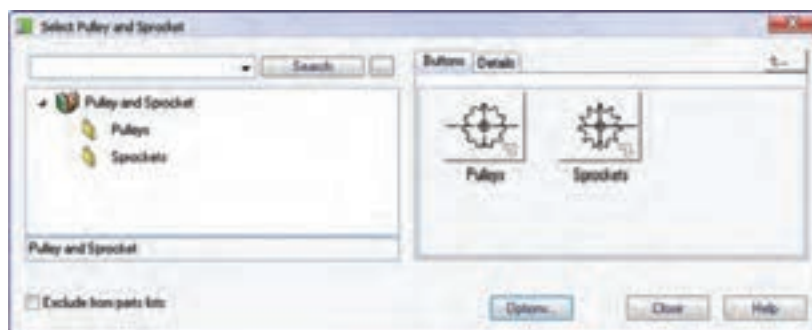 Select Pulley and Sprocket
Search
Buttons Details
Pulley and Sprocket
Pulleys
Sprockets
Pulleys Sprockets
Pulley and Sprocket
Exclude from parts lists
Options... Close Help